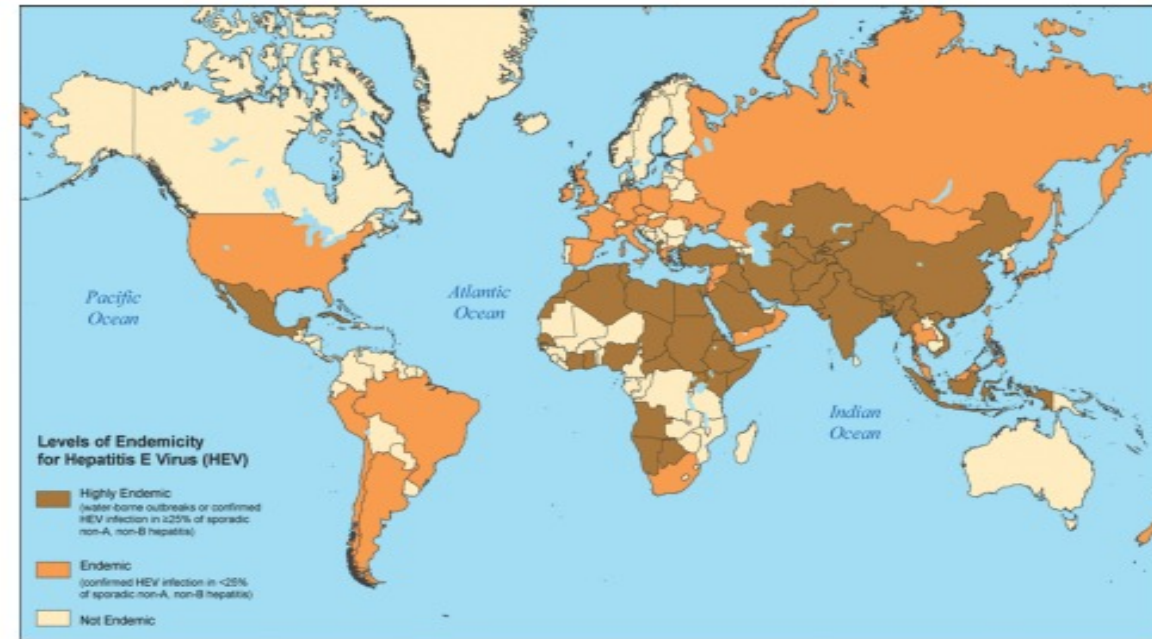 Pacific
Ocean
Atlantic
Ocean
Indian
Ocean
Levels of Endemicity
for Hepatitis E Virus (HEV)
Highly Endemic
(water-borne outbreaks or confirmed
HEV infection in ≥25% of sporadic
non-A, non-B hepatitis)
Endemic
(confirmed HEV infection in <25%
of sporadic non-A, non-B hepatitis)
Not Endemic